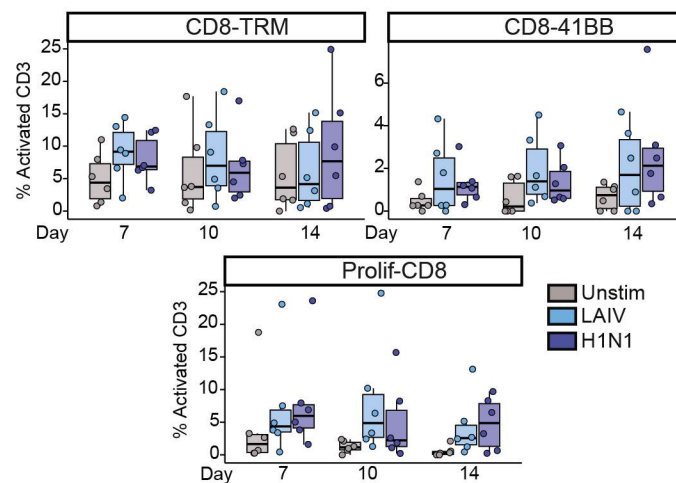 CD8-TRM
25
20
15
10
5
0
% Activated CD3
Day
7
10
14
CD8-41BB
6
4
2
0
% Activated CD3
Day
7
10
14
Prolif-CD8
25
20
15
10
5
0
% Activated CD3
Day
7
10
14
Unstim
LAIV
H1N1